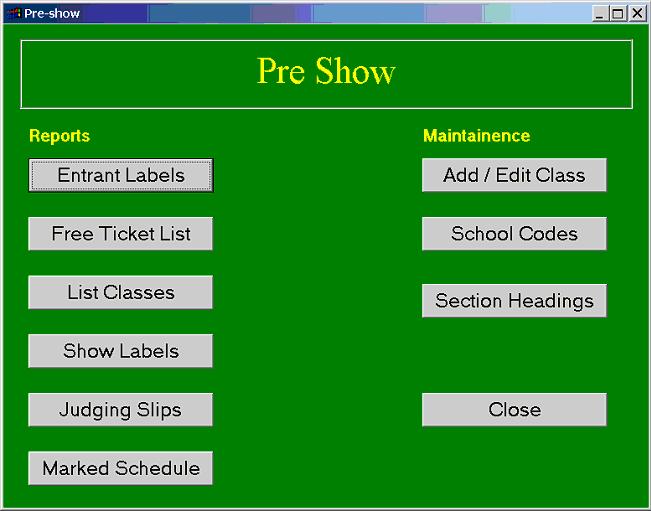 Pre-show
Pre Show
Reports
Entrant Labels
Free Ticket List
List Classes
Show Labels
Judging Slips
Marked Schedule
Maintainence
Add / Edit Class
School Codes
Section Headings
Close